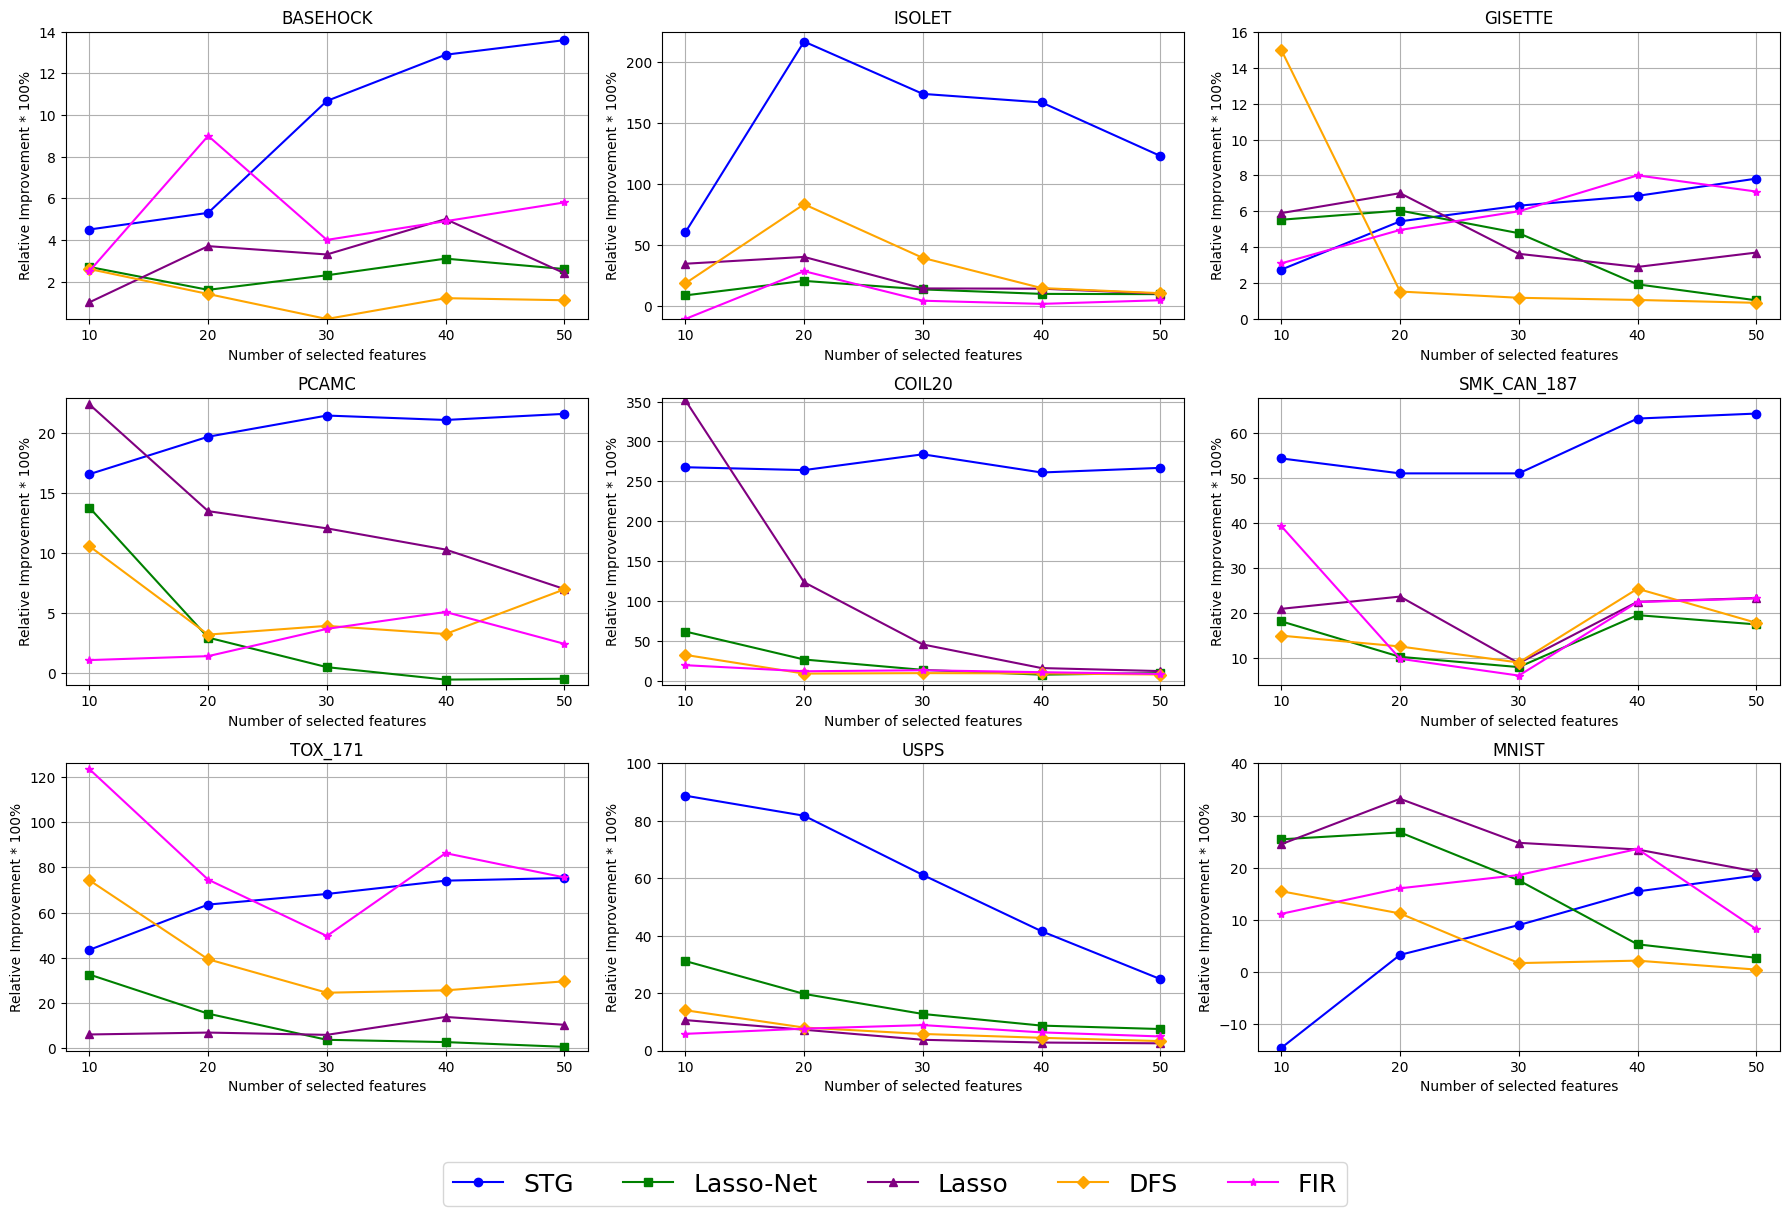 BASEHOCK
Relative Improvement * 100%
14
12
10
8
6
4
2
10 20 30 40 50
Number of selected features
ISOLET
Relative Improvement * 100%
200
150
100
50
0
10 20 30 40 50
Number of selected features
GISETTE
Relative Improvement * 100%
16
14
12
10
8
6
4
2
0
10 20 30 40 50
Number of selected features
PCAMC
Relative Improvement * 100%
20
15
10
5
0
10 20 30 40 50
Number of selected features
COIL20
Relative Improvement * 100%
350
300
250
200
150
100
50
0
10 20 30 40 50
Number of selected features
SMK_CAN_187
Relative Improvement * 100%
60
50
40
30
20
10
10 20 30 40 50
Number of selected features
TOX_171
Relative Improvement * 100%
120
100
80
60
40
20
0
10 20 30 40 50
Number of selected features
USPS
Relative Improvement * 100%
100
80
60
40
20
0
10 20 30 40 50
Number of selected features
MNIST
Relative Improvement * 100%
40
30
20
10
0
−10
10 20 30 40 50
Number of selected features
STG Lasso-Net Lasso DFS FIR